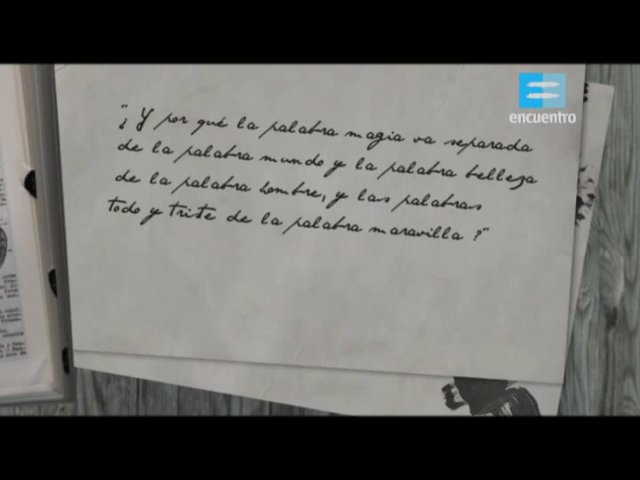 encuentro
"¿Y por qué la palabra magia va separada
de la palabra mundo y la palabra belleza
de la palabra hombre, y las palabras
todo y triste de la palabra maravilla?"